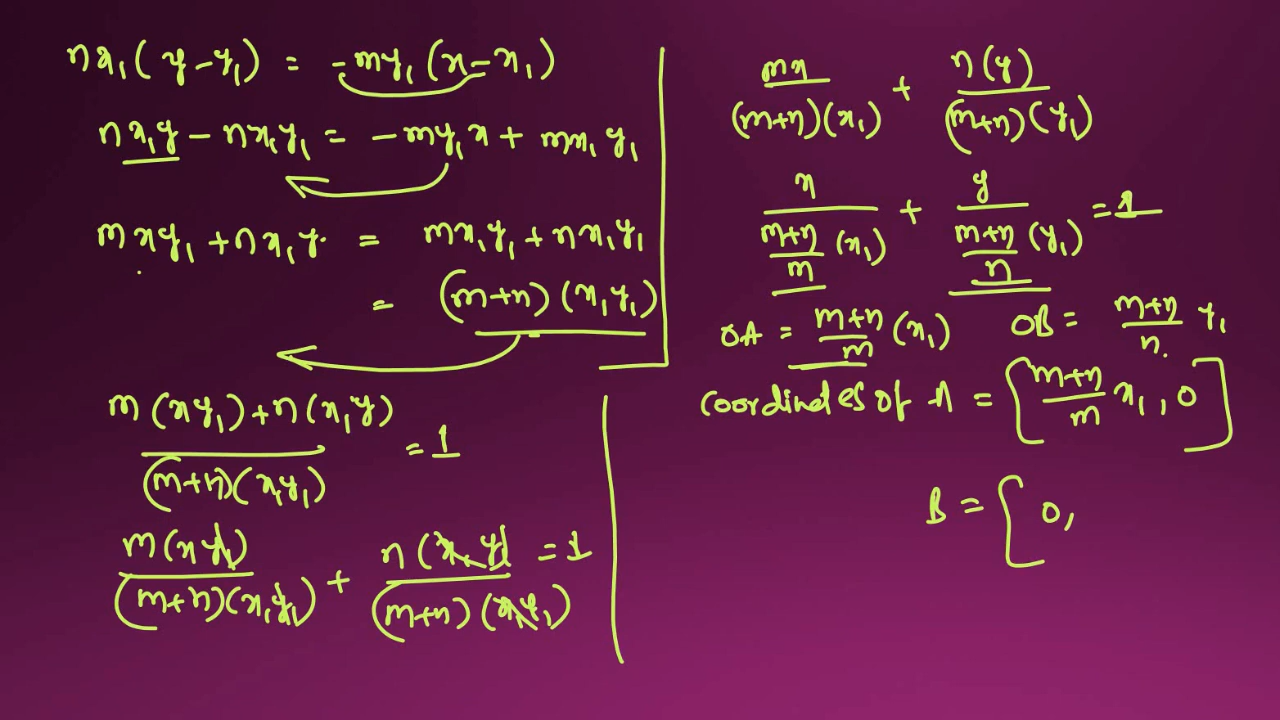 nx₁(y-y₁) = -my₁(x-x₁)
nx₁y - nx₁y₁ = -my₁x + mx₁y₁
mxy₁ + nx₁y = mx₁y₁ + nx₁y₁
= (m+n)(x₁y₁)
m(xy₁)+n(x₁y)/(m+n)(x₁y₁) = 1
m(xy₁)/(m+n)(x₁y₁) + n(x₁y)/(m+n)(x₁y₁) = 1
mx/(m+n)(x₁) + n(y)/(m+n)(y₁)
x/((m+n)/m (x₁)) + y/((m+n)/n (y₁)) = 1
OA = (m+n)/m (x₁) OB = (m+n)/n. y₁
coordinates of A = [(m+n)/m x₁, 0]
B = [0,